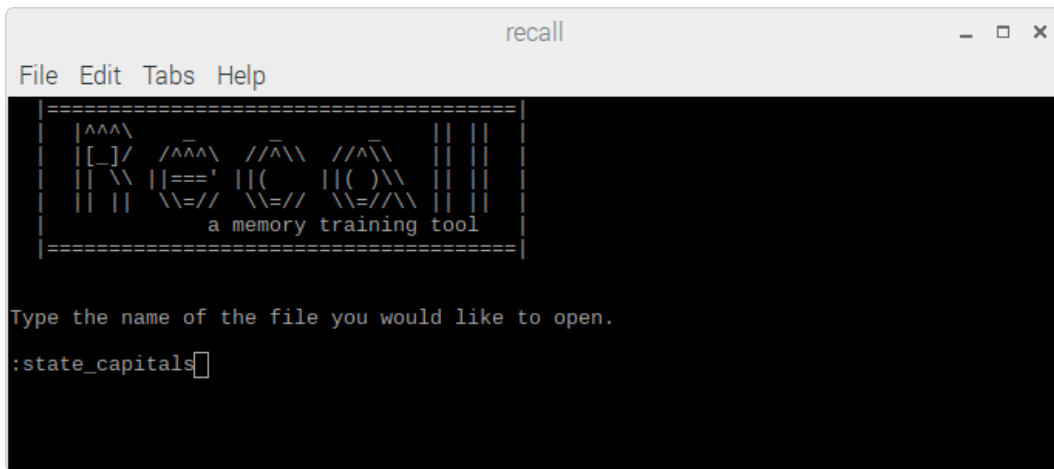 recall
File Edit Tabs Help
Recall
a memory training tool
Type the name of the file you would like to open.
:state_capitals